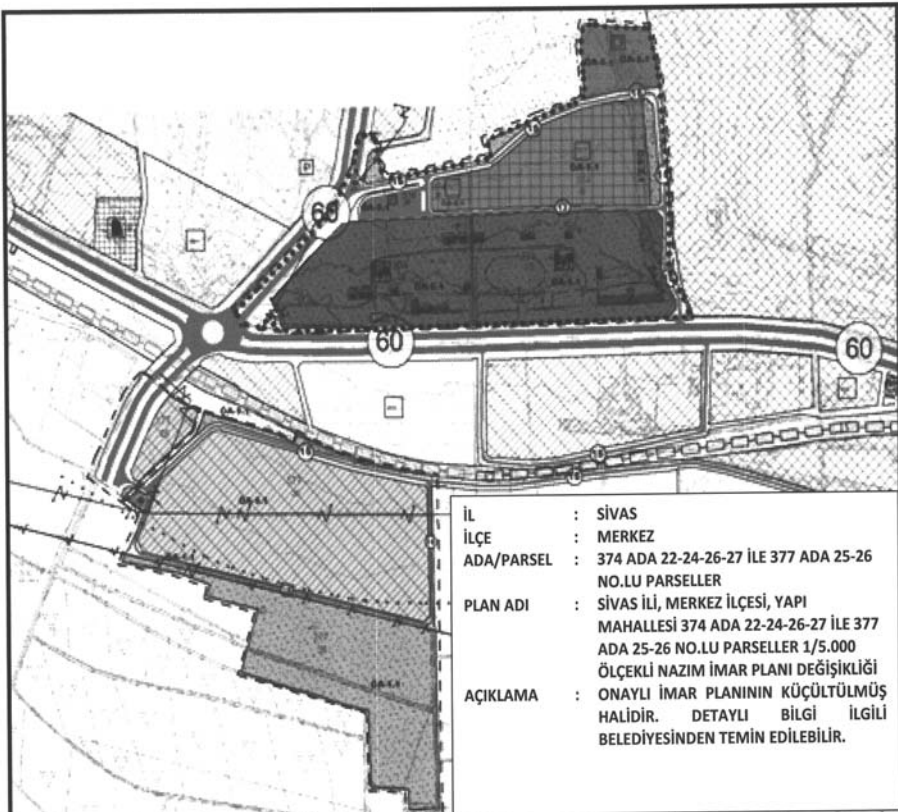 60
60
60
İL : SİVAS
İLÇE : MERKEZ
ADA/PARSEL : 374 ADA 22-24-26-27 İLE 377 ADA 25-26
NO.LU PARSELLER
PLAN ADI : SİVAS İLİ, MERKEZ İLÇESİ, YAPI
MAHALLESİ 374 ADA 22-24-26-27 İLE 377
ADA 25-26 NO.LU PARSELLER 1/5.000
ÖLÇEKLİ NAZIM İMAR PLANI DEĞİŞİKLİĞİ
AÇIKLAMA : ONAYLI İMAR PLANININ KÜÇÜLTÜLMÜŞ
HALİDİR. DETAYLI BİLGİ İLGİLİ
BELEDİYESİNDEN TEMİN EDİLEBİLİR.